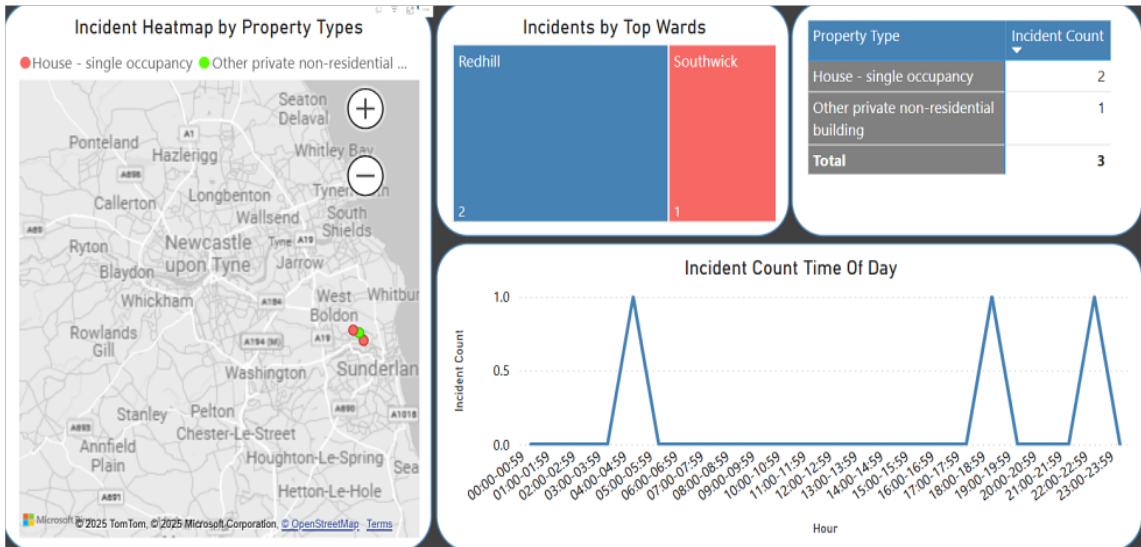 Incident Heatmap by Property Types
House - single occupancy Other private non-residential ...
Seaton
Delaval
Ponteland
A1
Hazlerigg
Whitley Bay
A696
Callerton
Longbenton
Wallsend
South
Shields
A69
Ryton
Newcastle
upon Tyne
Tyne
A19
Jarrow
Blaydon
Whickham
A184
West
Boldon
Whitbur
Rowlands
Gill
A194 (M)
A19
Washington
Sunderlan
Stanley
Pelton
A690
A1018
A693
Chester-Le-Street
Annfield
Plain
Houghton-Le-Spring
Sea
A691
Hetton-Le-Hole
© 2025 TomTom, © 2025 Microsoft Corporation, © OpenStreetMap Terms
Incidents by Top Wards
Redhill
Southwick
2
1
Property Type Incident Count
House - single occupancy 2
Other private non-residential 1
building
Total 3
Incident Count Time Of Day
Incident Count
1.0
0.5
0.0
00:00-00:59
01:00-01:59
02:00-02:59
03:00-03:59
04:00-04:59
05:00-05:59
06:00-06:59
07:00-07:59
08:00-08:59
09:00-09:59
10:00-10:59
11:00-11:59
12:00-12:59
13:00-13:59
14:00-14:59
15:00-15:59
16:00-16:59
17:00-17:59
18:00-18:59
19:00-19:59
20:00-20:59
21:00-21:59
22:00-22:59
23:00-23:59
Hour